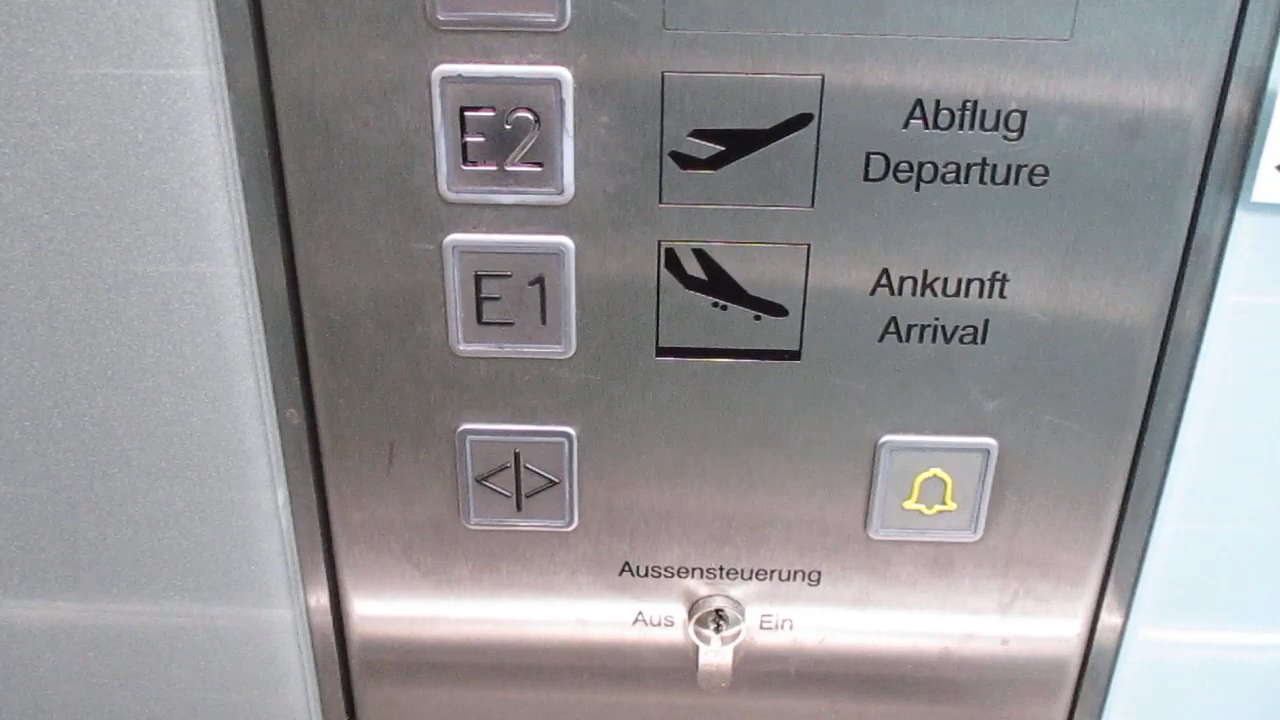 E2
Abflug
Departure
E1
Ankunft
Arrival
Aussensteuerung
Aus Ein